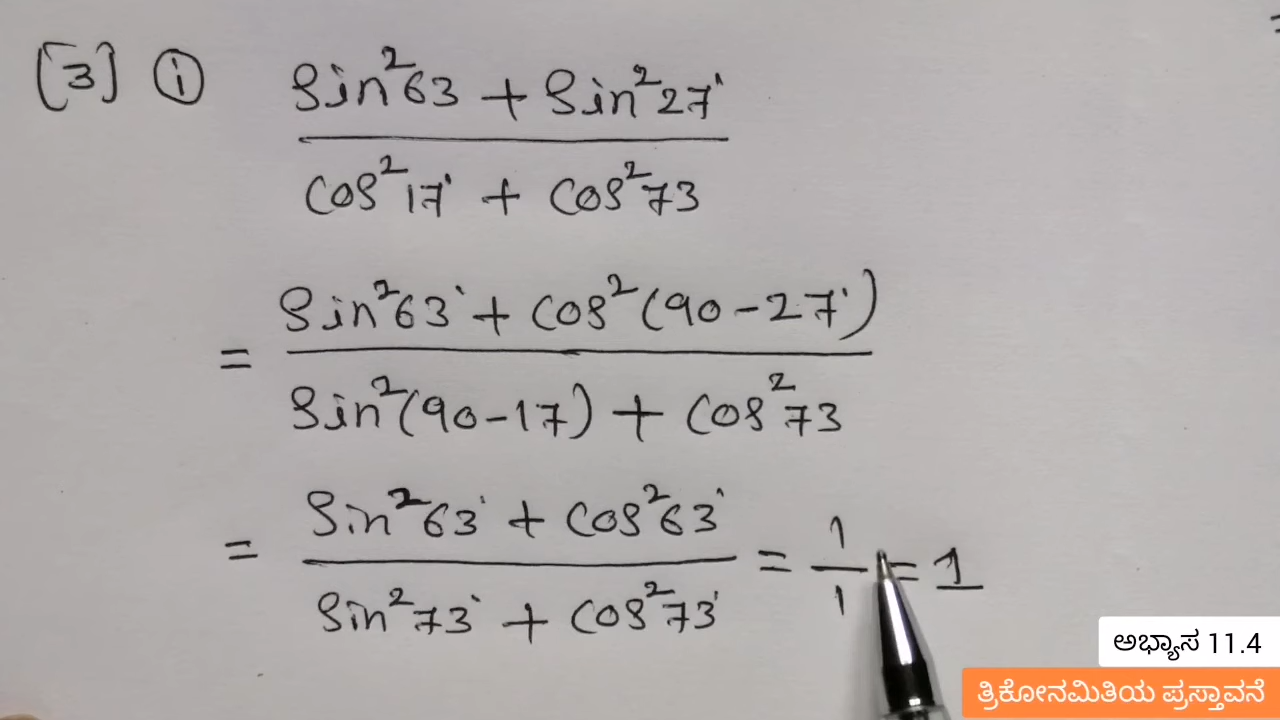 [3] (i) Sin²63 + Sin²27°
Cos²17° + Cos²73
Sin²63° + Cos²(90-27°)
=
Sin²(90-17) + Cos²73
Sin²63° + Cos²63°
= = 1/1 = 1
Sin²73° + Cos²73°
ಅಭ್ಯಾಸ 11.4
ತ್ರಿಕೋನಮಿತಿಯ ಪ್ರಸ್ತಾವನೆ